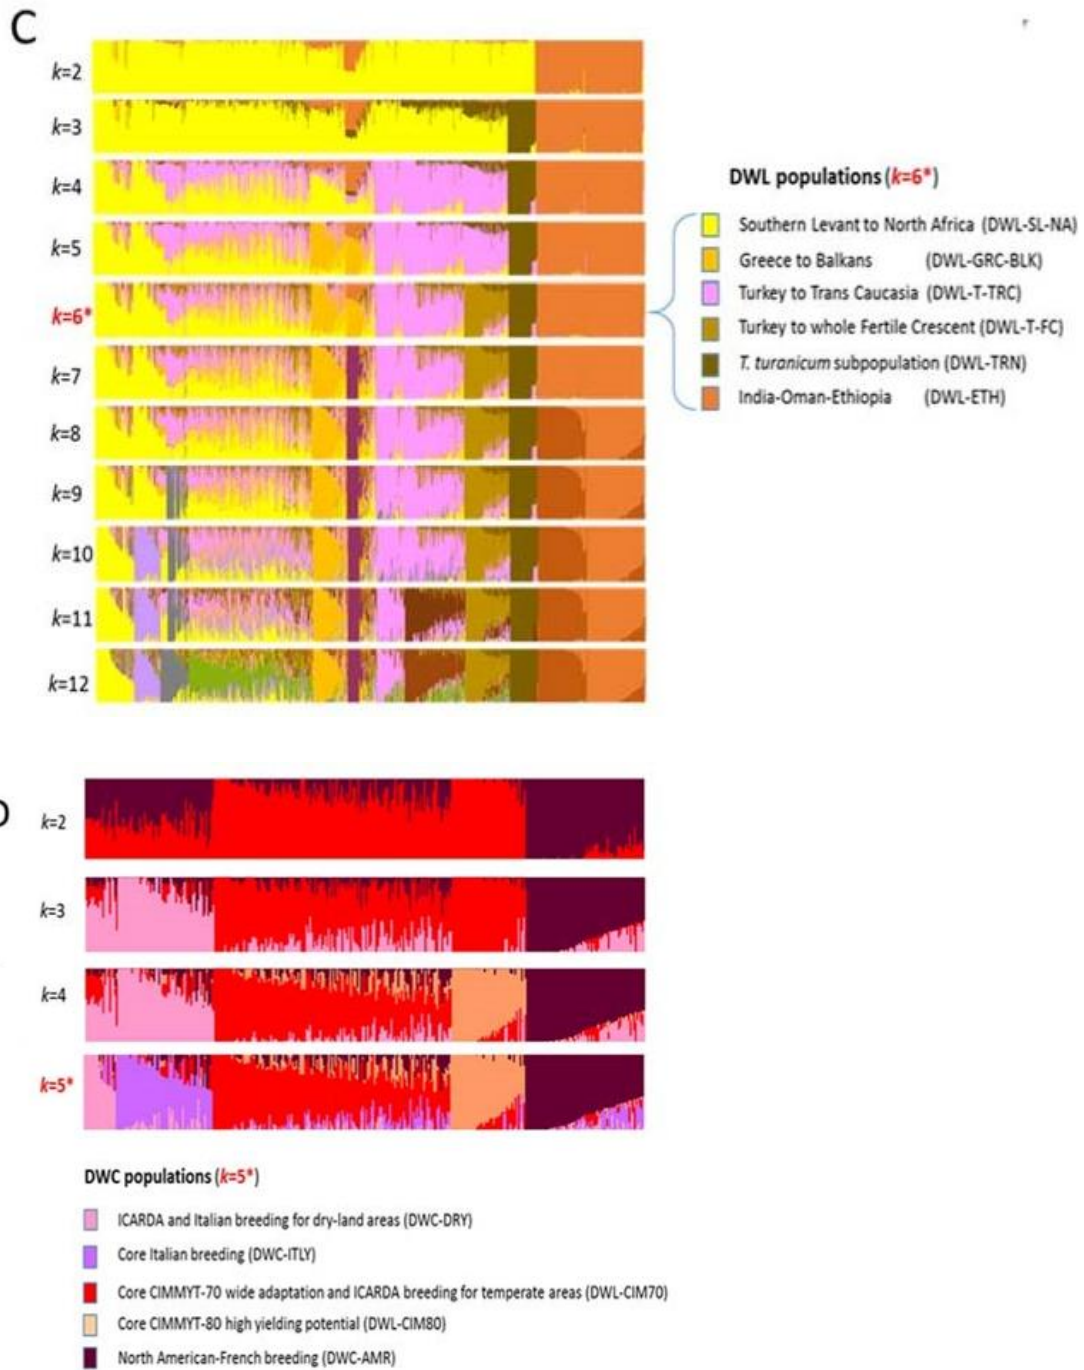 C
k=2
k=3
k=4
k=5
k=6*
k=7
k=8
k=9
k=10
k=11
k=12
DWL populations (k=6*)
Southern Levant to North Africa (DWL-SL-NA)
Greece to Balkans (DWL-GRC-BLK)
Turkey to Trans Caucasia (DWL-T-TRC)
Turkey to whole Fertile Crescent (DWL-T-FC)
T. turanicum subpopulation (DWL-TRN)
India-Oman-Ethiopia (DWL-ETH)
k=2
k=3
k=4
k=5*
DWC populations (k=5*)
ICARDA and Italian breeding for dry-land areas (DWC-DRY)
Core Italian breeding (DWC-ITLY)
Core CIMMYT-70 wide adaptation and ICARDA breeding for temperate areas (DWL-CIM70)
Core CIMMYT-80 high yielding potential (DWL-CIM80)
North American-French breeding (DWC-AMR)